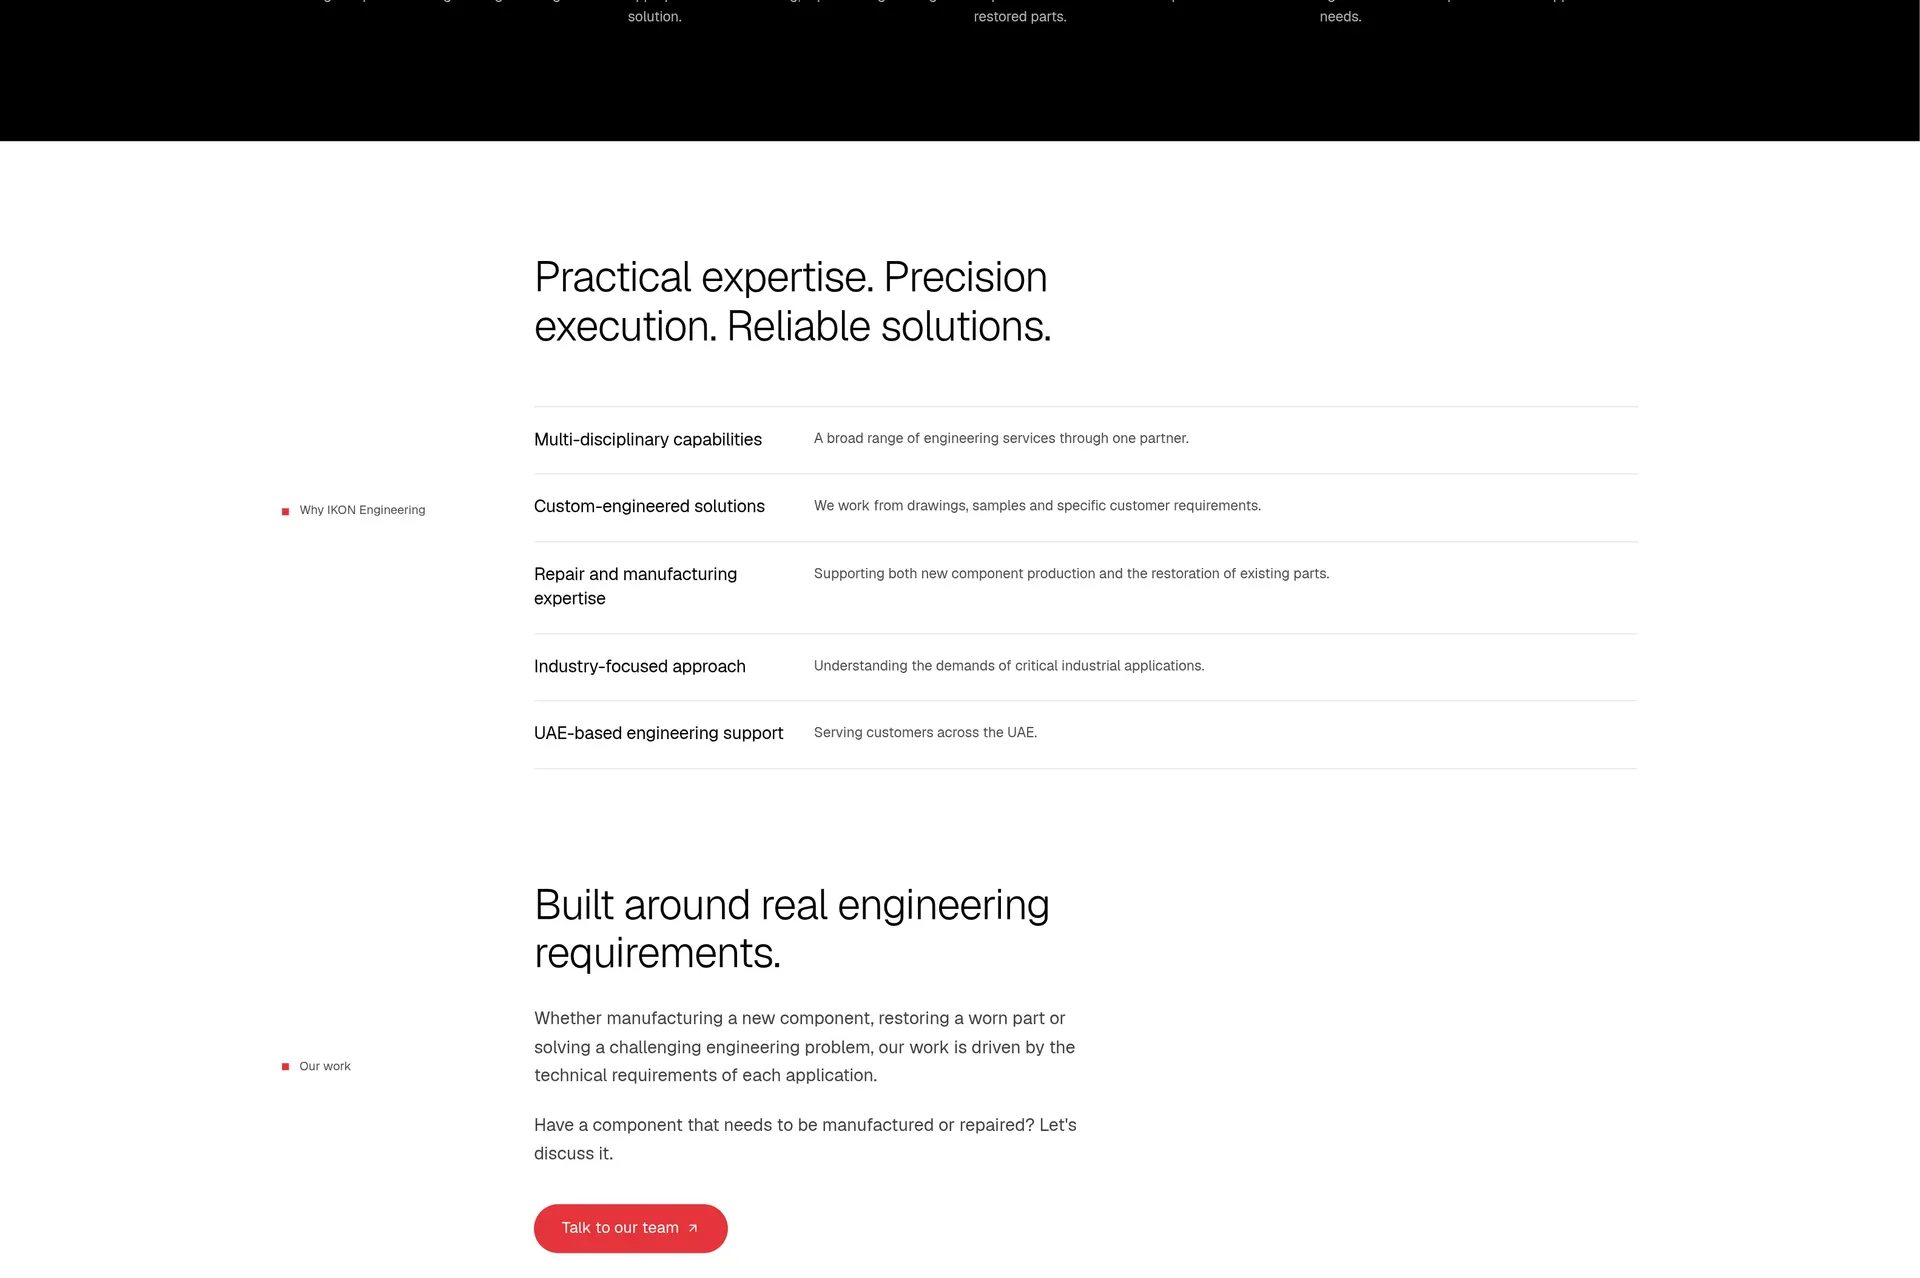 solution.
restored parts.
needs.
Practical expertise. Precision
execution. Reliable solutions.
Why IKON Engineering
Multi-disciplinary capabilities
A broad range of engineering services through one partner.
Custom-engineered solutions
We work from drawings, samples and specific customer requirements.
Repair and manufacturing
expertise
Supporting both new component production and the restoration of existing parts.
Industry-focused approach
Understanding the demands of critical industrial applications.
UAE-based engineering support
Serving customers across the UAE.
Our work
Built around real engineering
requirements.
Whether manufacturing a new component, restoring a worn part or
solving a challenging engineering problem, our work is driven by the
technical requirements of each application.
Have a component that needs to be manufactured or repaired? Let's
discuss it.
Talk to our team